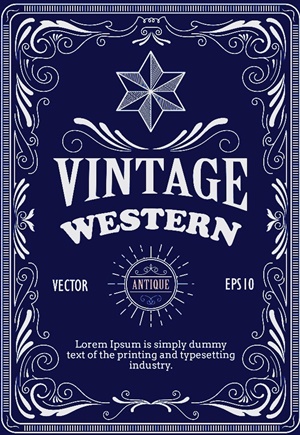 VINTAGE
WESTERN
VECTOR
ANTIQUE
EPS10
Lorem Ipsum is simply dummy
text of the printing and typesetting
industry.